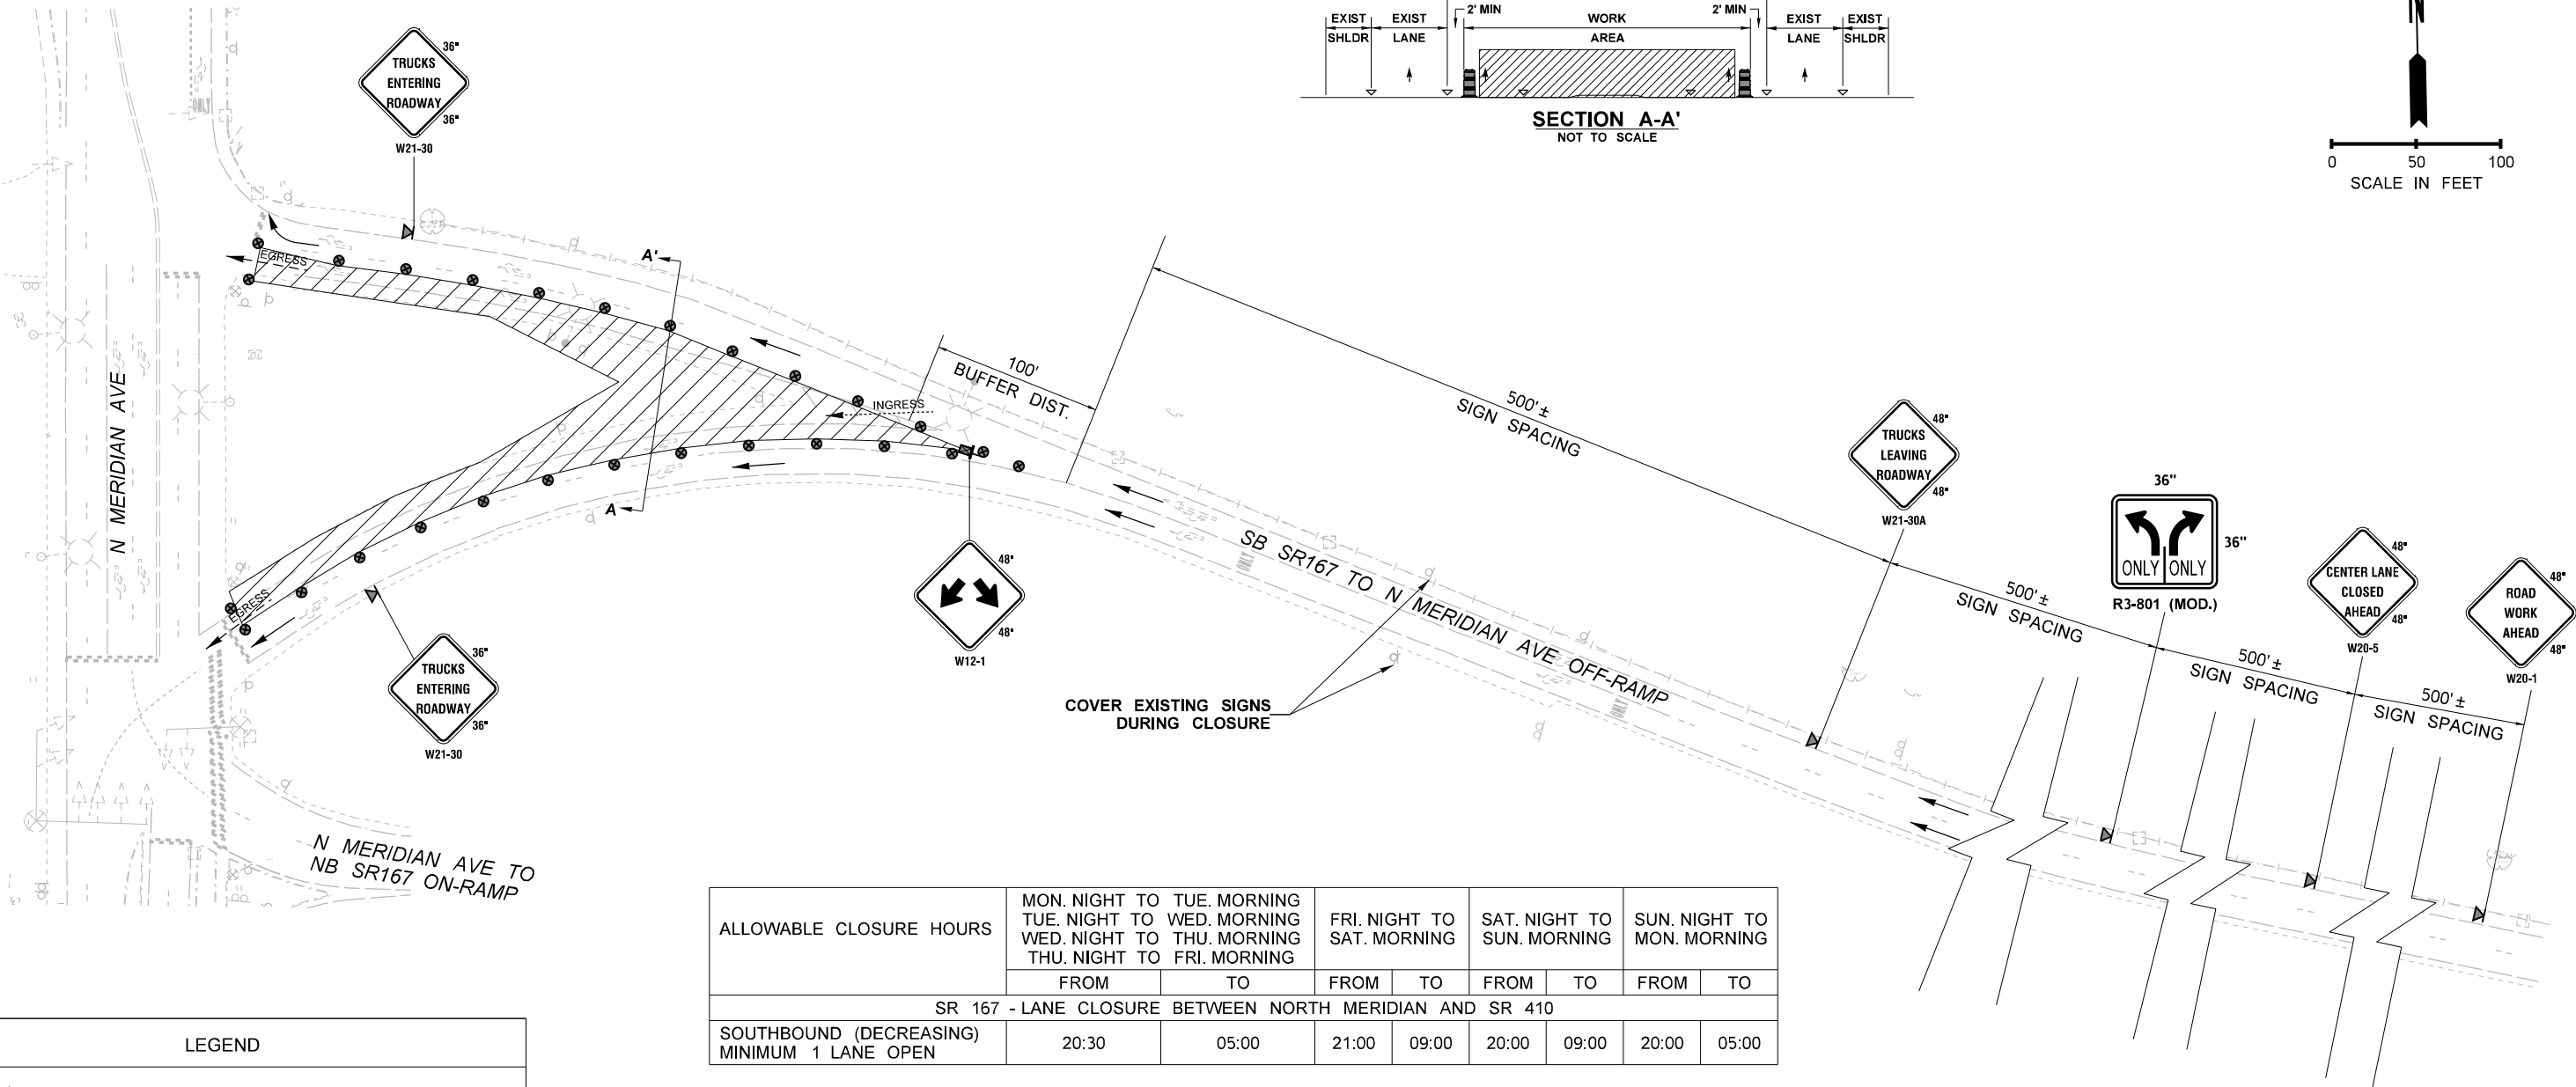 TRUCKS
ENTERING
ROADWAY
36"
36"
W21-30
EXIST
SHLDR
EXIST
LANE
2' MIN
WORK
AREA
2' MIN
EXIST
LANE
EXIST
SHLDR
SECTION A-A'
NOT TO SCALE
N
0 50 100
SCALE IN FEET
EGRESS
A'
A
INGRESS
100'
BUFFER DIST.
500'±
SIGN SPACING
N MERIDIAN AVE
ONLY
EGRESS
TRUCKS
ENTERING
ROADWAY
36"
36"
W21-30
48"
48"
W12-1
SB SR167 TO N MERIDIAN AVE OFF-RAMP
ONLY
ONLY
COVER EXISTING SIGNS
DURING CLOSURE
TRUCKS
LEAVING
ROADWAY
48"
48"
W21-30A
500'±
SIGN SPACING
36"
36"
ONLY ONLY
R3-801 (MOD.)
500'±
SIGN SPACING
CENTER LANE
CLOSED
AHEAD
48"
48"
W20-5
500'±
SIGN SPACING
ROAD
WORK
AHEAD
48"
48"
W20-1
N MERIDIAN AVE TO
NB SR167 ON-RAMP
ALLOWABLE CLOSURE HOURS
MON. NIGHT TO TUE. MORNING
TUE. NIGHT TO WED. MORNING
WED. NIGHT TO THU. MORNING
THU. NIGHT TO FRI. MORNING
FRI. NIGHT TO
SAT. MORNING
SAT. NIGHT TO
SUN. MORNING
SUN. NIGHT TO
MON. MORNING
FROM TO FROM TO FROM TO FROM TO
SR 167 - LANE CLOSURE BETWEEN NORTH MERIDIAN AND SR 410
SOUTHBOUND (DECREASING)
MINIMUM 1 LANE OPEN
20:30 05:00 21:00 09:00 20:00 09:00 20:00 05:00
LEGEND